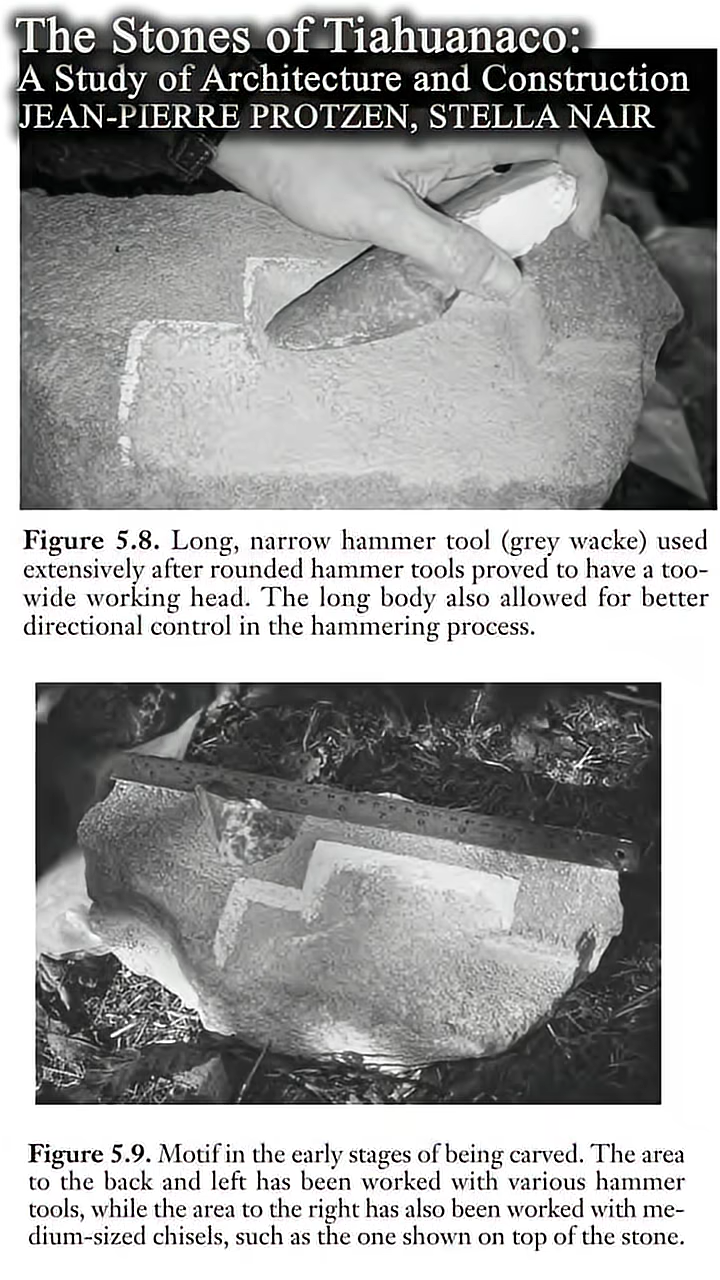 The Stones of Tiahuanaco:
A Study of Architecture and Construction
JEAN-PIERRE PROTZEN, STELLA NAIR
Figure 5.8. Long, narrow hammer tool (grey wacke) used
extensively after rounded hammer tools proved to have a too-
wide working head. The long body also allowed for better
directional control in the hammering process.
Figure 5.9. Motif in the early stages of being carved. The area
to the back and left has been worked with various hammer
tools, while the area to the right has also been worked with me-
dium-sized chisels, such as the one shown on top of the stone.